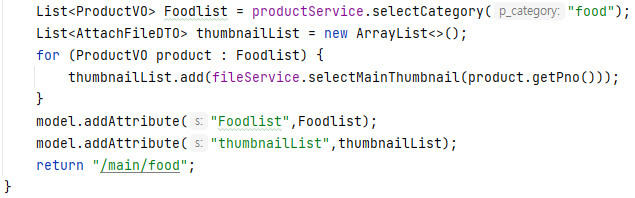 List<ProductVO> Foodlist = productService.selectCategory( p_category: "food");
List<AttachFileDTO> thumbnailList = new ArrayList<>();
for (ProductVO product : Foodlist) {
thumbnailList.add(fileService.selectMainThumbnail(product.getPno()));
}
model.addAttribute( s: "Foodlist",Foodlist);
model.addAttribute( s: "thumbnailList",thumbnailList);
return "/main/food";
}